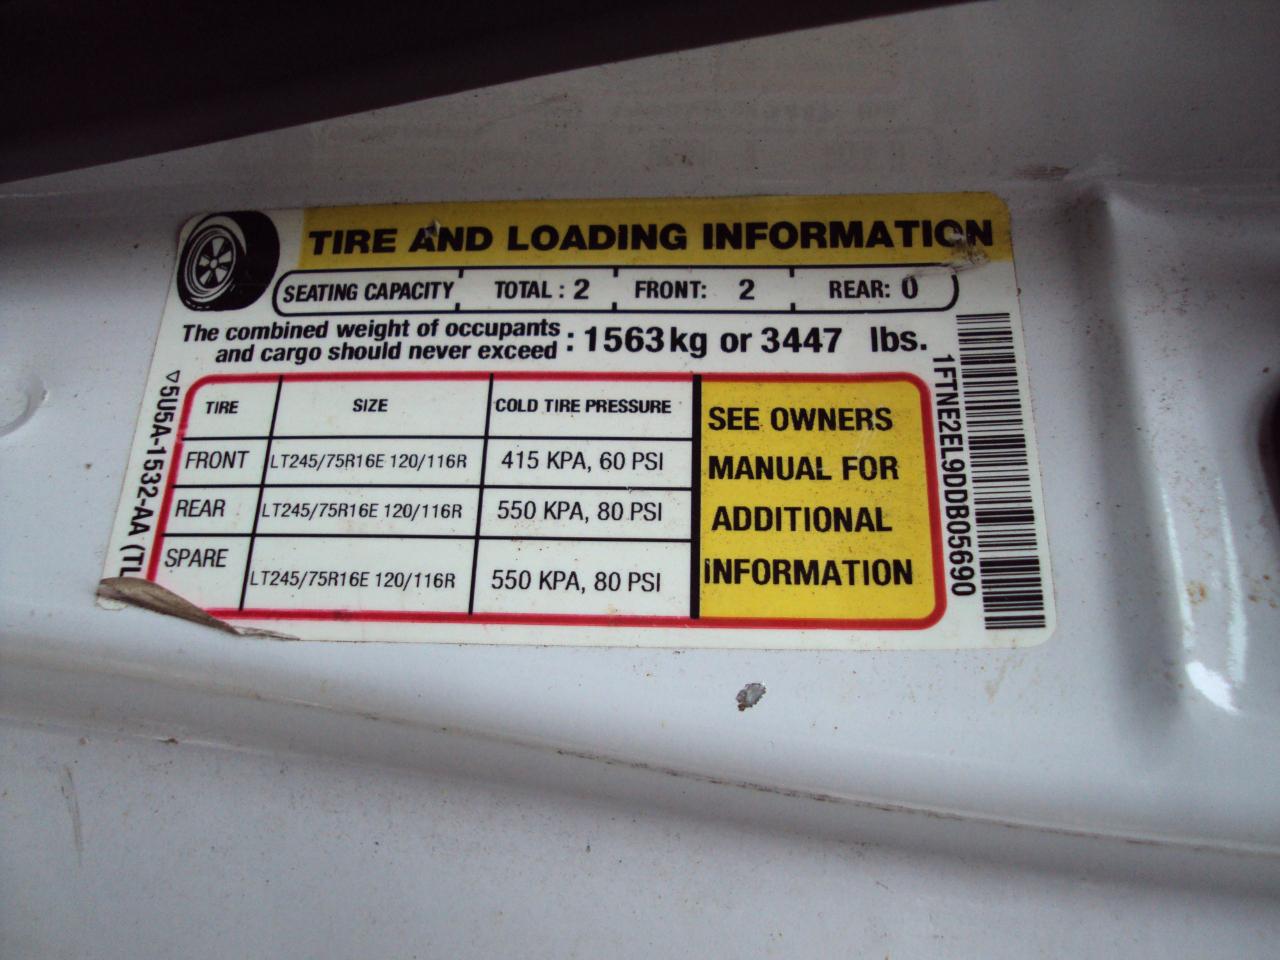 TIRE AND LOADING INFORMATION
SEATING CAPACITY TOTAL : 2 FRONT: 2 REAR: 0
The combined weight of occupants
and cargo should never exceed : 1563 kg or 3447 lbs.
TIRE SIZE COLD TIRE PRESSURE
FRONT LT245/75R16E 120/116R 415 KPA, 60 PSI
REAR LT245/75R16E 120/116R 550 KPA, 80 PSI
SPARE LT245/75R16E 120/116R 550 KPA, 80 PSI
SEE OWNERS
MANUAL FOR
ADDITIONAL
INFORMATION
5U5A-1532-AA (TL
1FTNE2EL9DDB05690